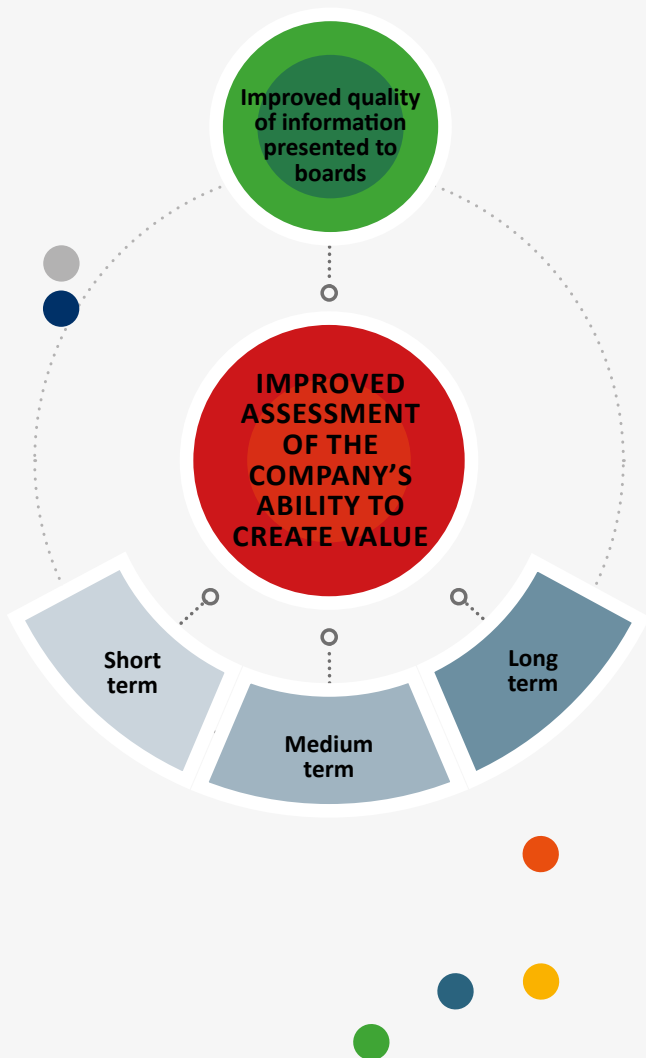 Improved quality
of information
presented to
boards
IMPROVED
ASSESSMENT
OF THE
COMPANY’S
ABILITY TO
CREATE VALUE
Short
term
Medium
term
Long
term